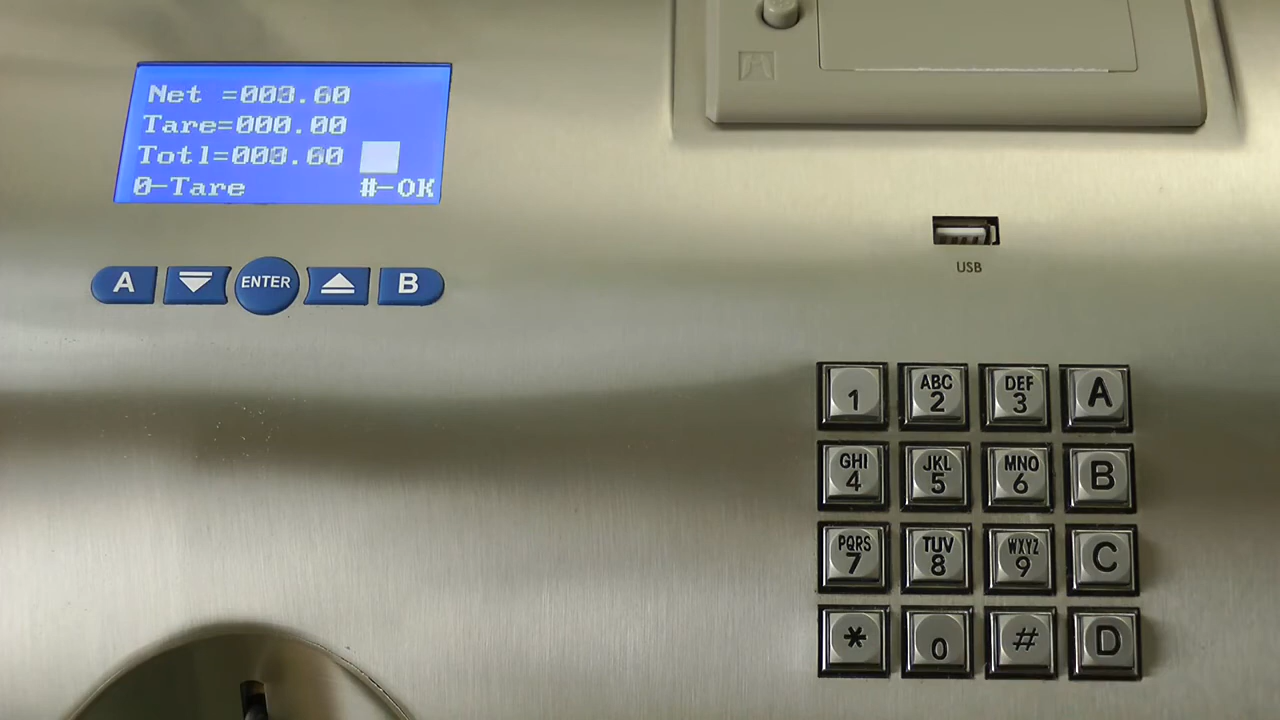 Net =003.60
Tare=000.00
Totl=003.60
0-Tare #-OK
A ENTER B
USB
1 ABC 2 DEF 3 A
GHI 4 JKL 5 MNO 6 B
PQRS 7 TUV 8 WXYZ 9 C
* 0 # D